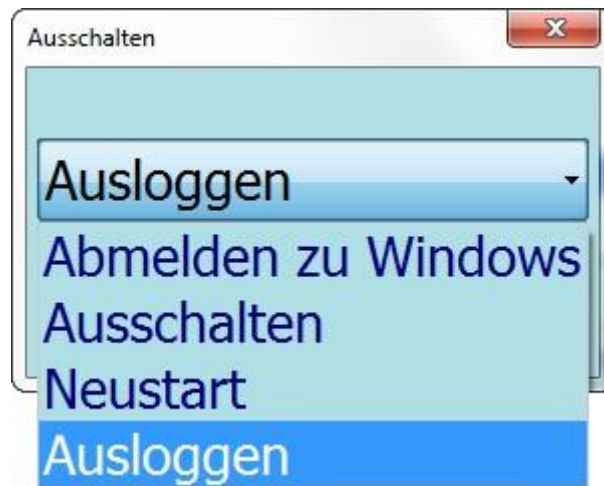 Ausschalten
Ausloggen
Abmelden zu Windows
Ausschalten
Neustart
Ausloggen